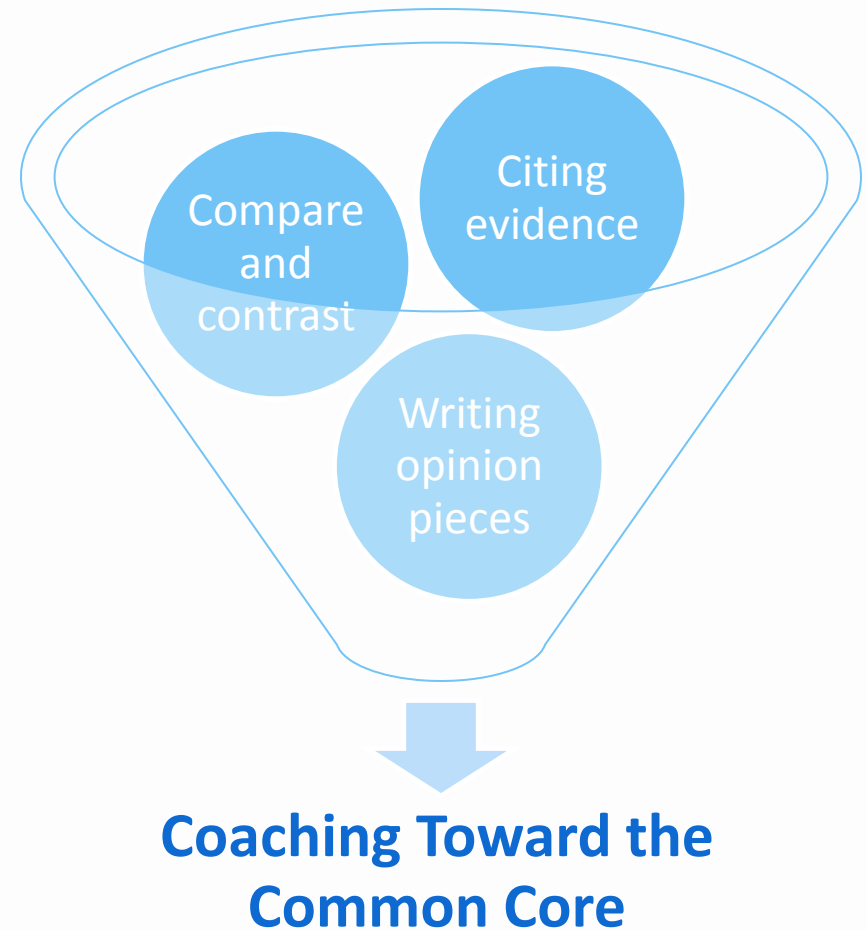 Compare
and
contrast
Citing
evidence
Writing
opinion
pieces
Coaching Toward the
Common Core